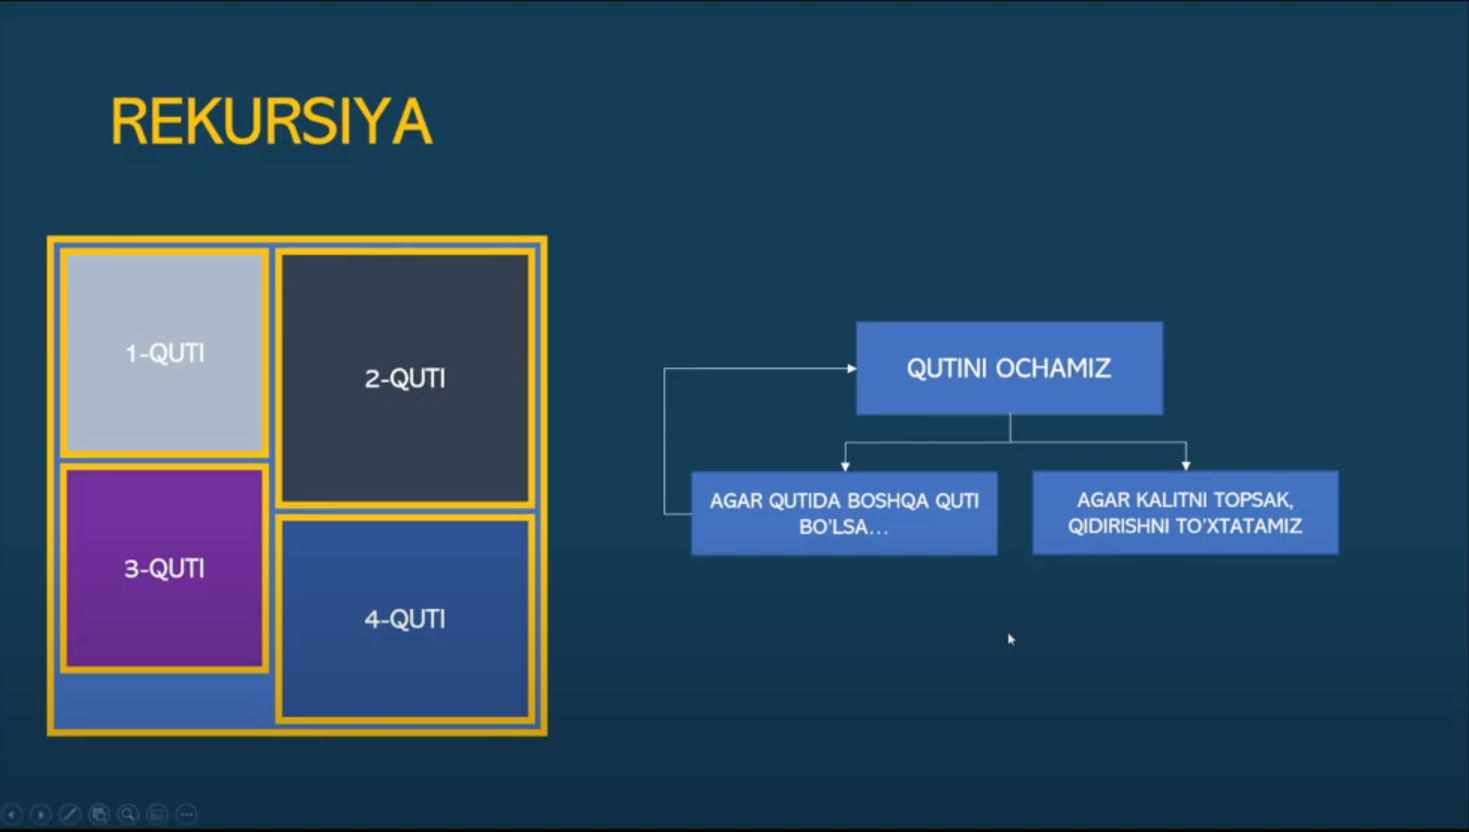 REKURSIYA
1-QUTI
2-QUTI
3-QUTI
4-QUTI
QUTINI OCHAMIZ
AGAR QUTIDA BOSHQA QUTI
BO'LSA...
AGAR KALITNI TOPSAK,
QIDIRISHNI TO'XTATAMIZ